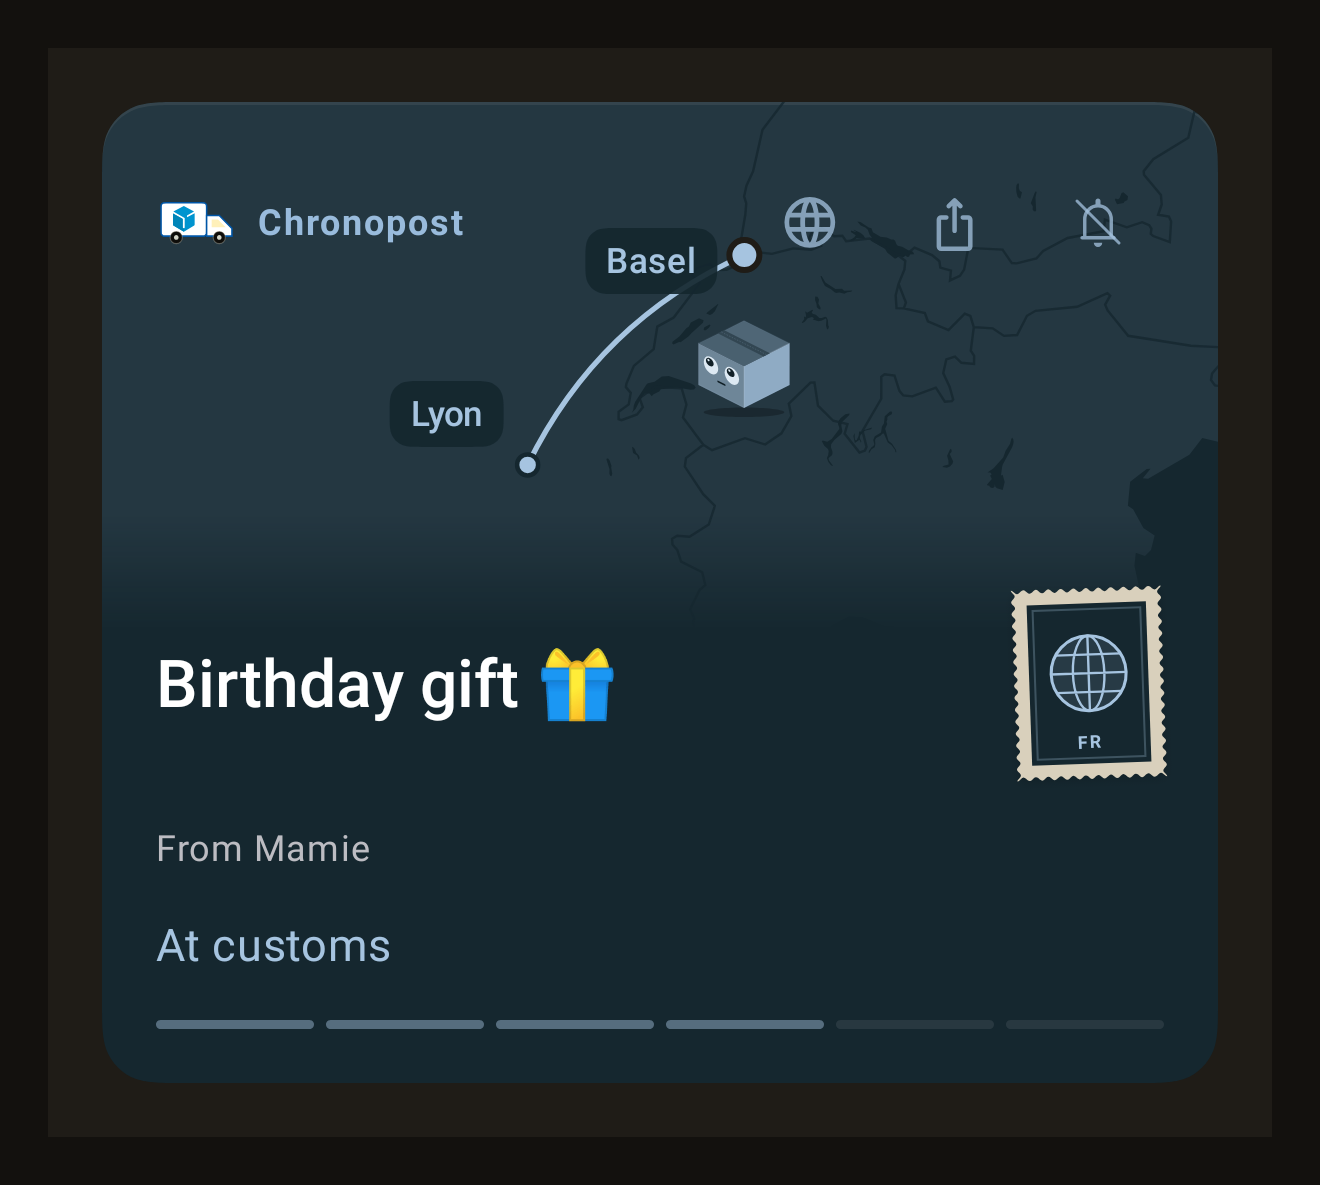 Chronopost
Basel
Lyon
Birthday gift
FR
From Mamie
At customs